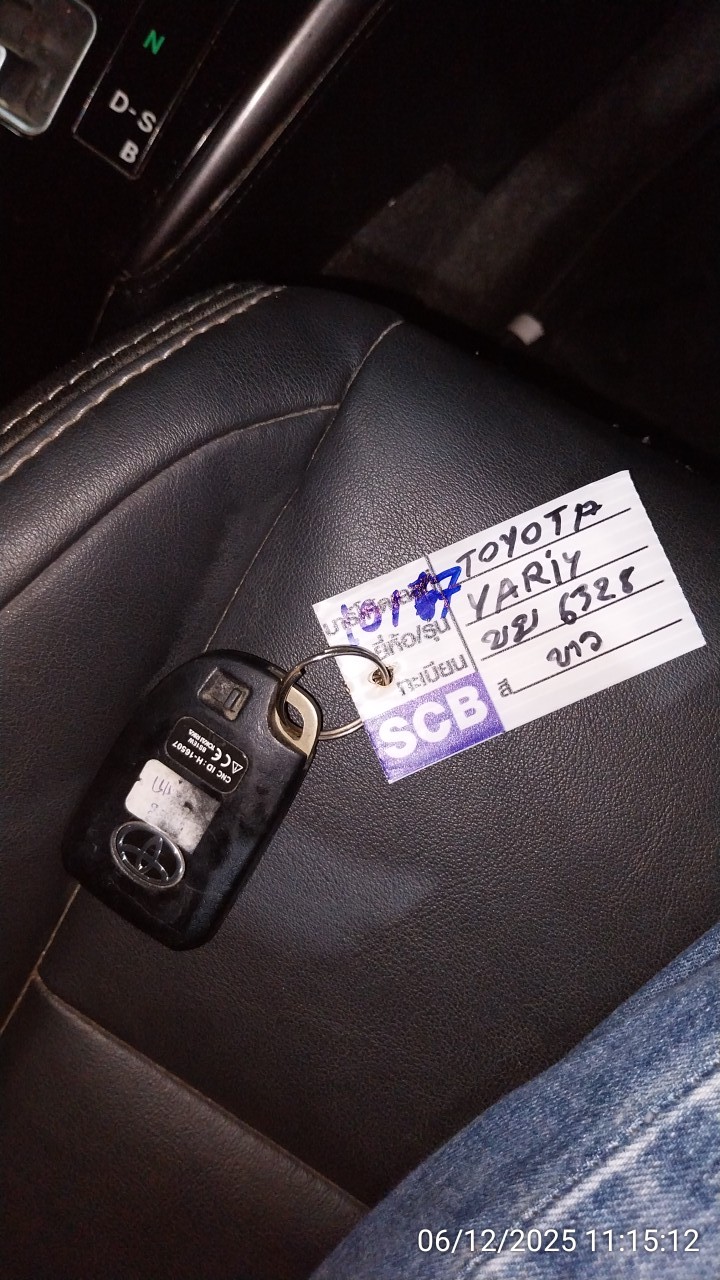 N
D-S
B
TOYOTA
YARiY
ยี่ห้อ/รุ่น
ขย 6328
ทะเบียน
สี ขาว
SCB
CNC ID : H-16507
06/12/2025 11:15:12